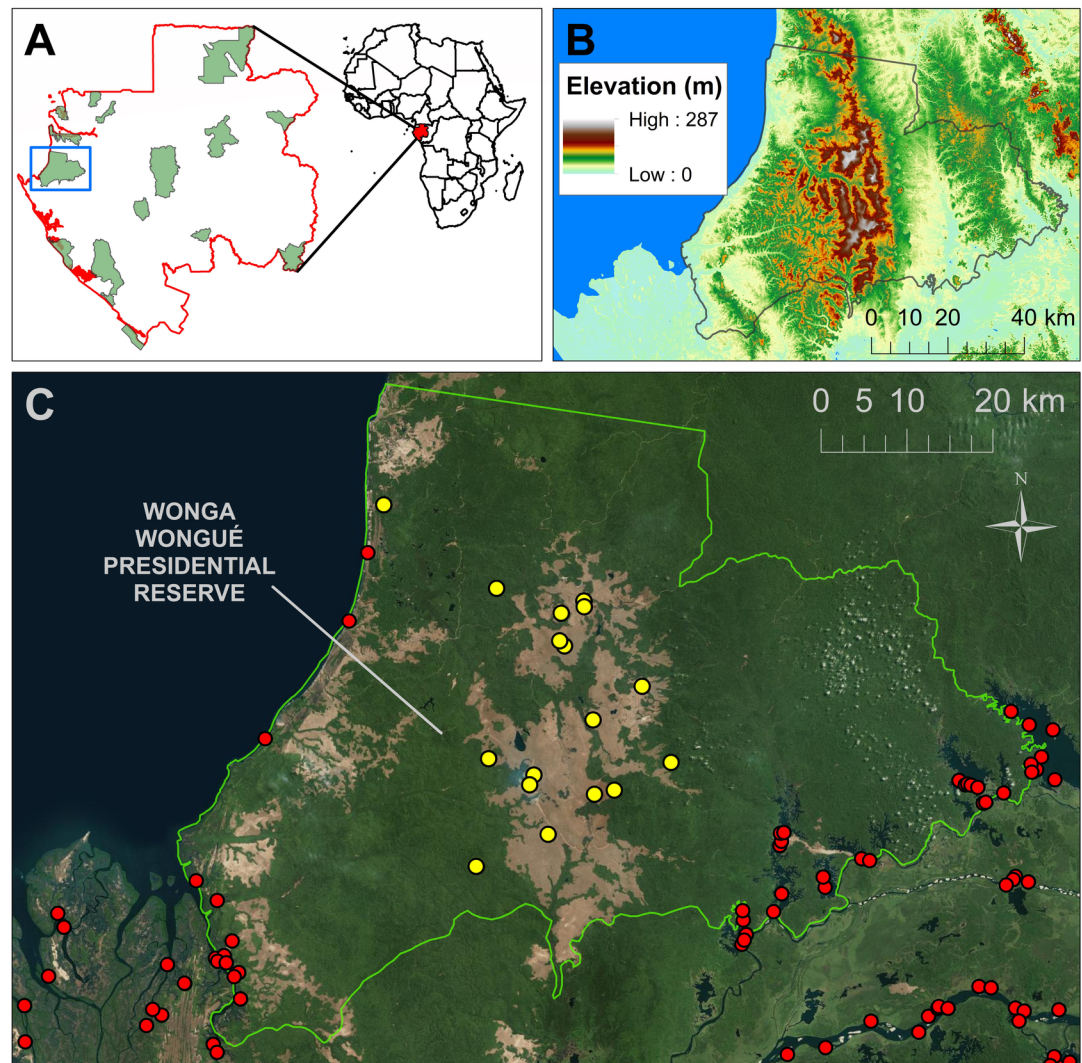 A
B
Elevation (m)
High : 287
Low : 0
0 10 20 40 km
C
0 5 10 20 km
N
WONGA
WONGUÉ
PRESIDENTIAL
RESERVE